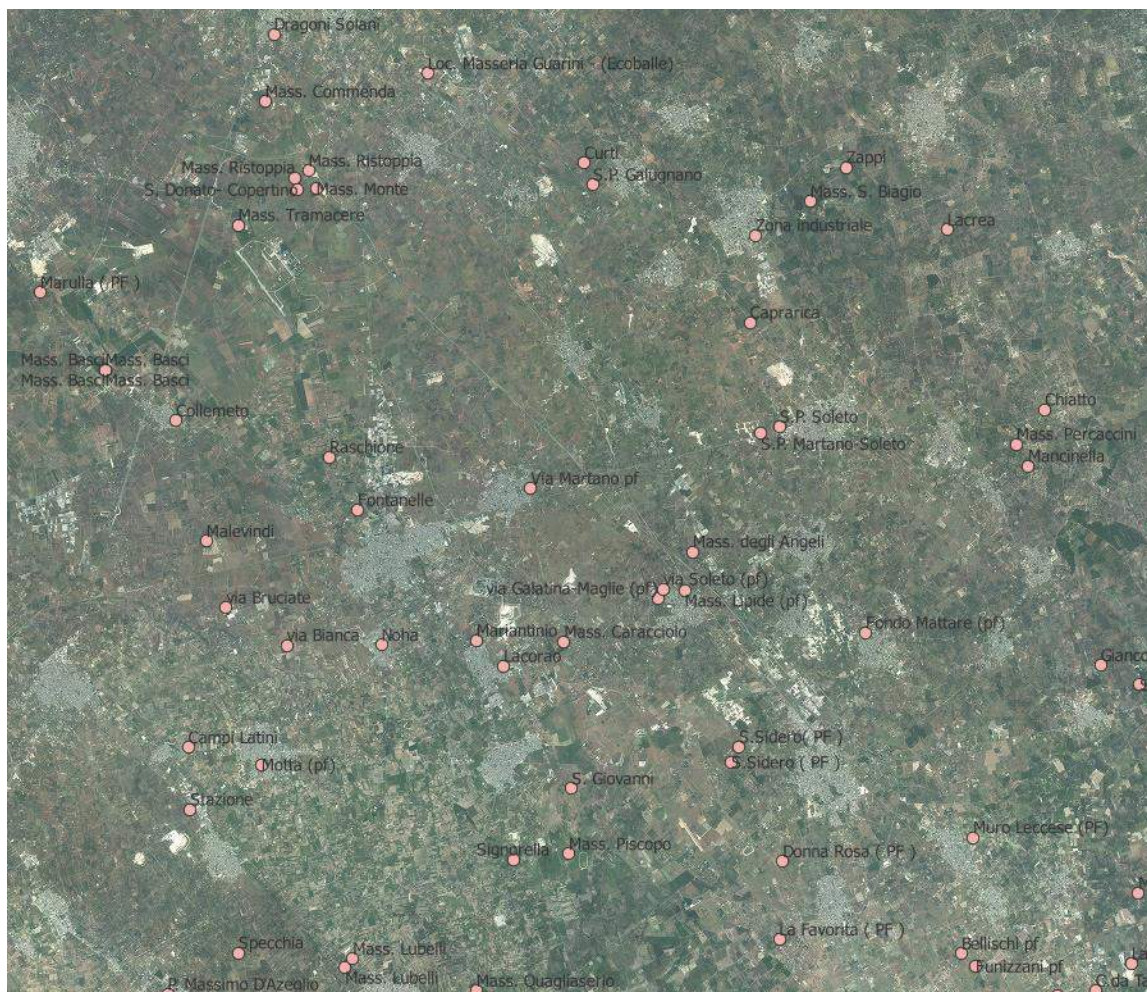 Dragoni Solani
Loc. Masseria Guarini - (Ecoballe)
Mass. Commenda
Mass. Ristoppia
Mass. Ristoppia
S. Donato- Copertino
Mass. Monte
Curti
S.P. Galugnano
Zappi
Mass. S. Biagio
Mass. Tramacere
Zona industriale
Lacrea
Marulla ( PF )
Caprarica
Mass. Basci
Mass. Basci
Mass. Basci
Mass. Basci
Collemeto
Chiatto
S.P. Soleto
S.P. Martano-Soleto
Mass. Percaccini
Mancinella
Raschione
Via Martano pf
Fontanelle
Malevindi
Mass. degli Angeli
via Soleto (pf)
via Galatina-Maglie (pf)
Mass. Lipide (pf)
via Bruciate
Fondo Mattare (pf)
via Bianca
Noha
Mariantinio
Mass. Caracciolo
Lacorao
Campi Latini
S.Sidero( PF )
S.Sidero ( PF )
Motta (pf)
S. Giovanni
Stazione
Muro Leccese (PF)
Signorella
Mass. Piscopo
Donna Rosa ( PF )
La Favorita ( PF )
Specchia
Mass. Lubelli
Mass. Lubelli
Bellischi pf
Funizzani pf
P. Massimo D'Azeglio
Mass. Quagliaserio